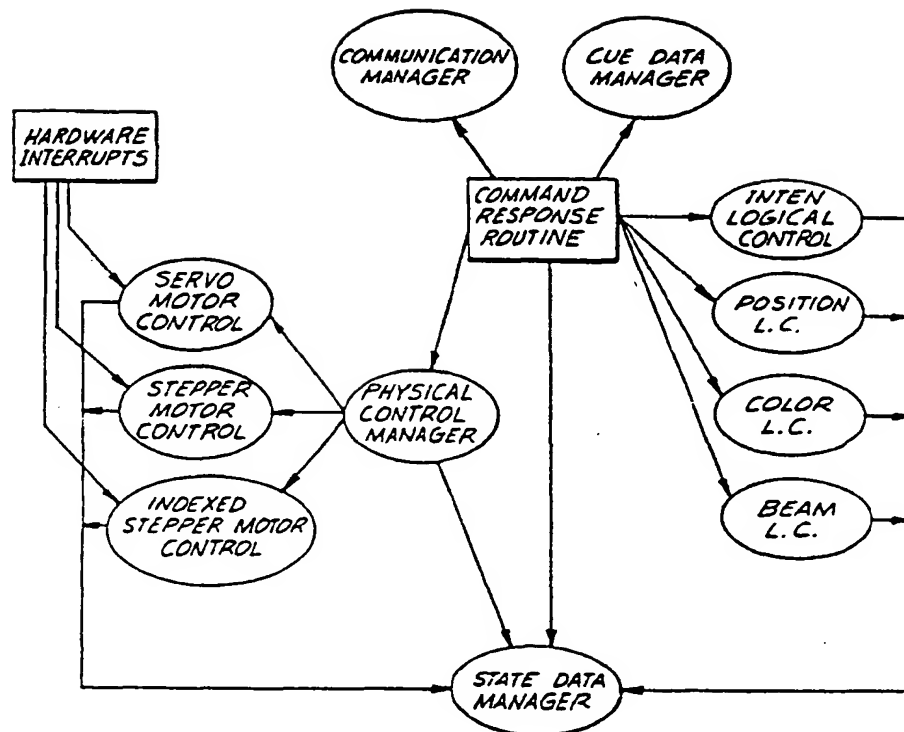 COMMUNICATION
MANAGER
CUE DATA
MANAGER
HARDWARE
INTERRUPTS
COMMAND
RESPONSE
ROUTINE
INTEN
LOGICAL
CONTROL
SERVO
MOTOR
CONTROL
POSITION
L.C.
STEPPER
MOTOR
CONTROL
PHYSICAL
CONTROL
MANAGER
COLOR
L.C.
INDEXED
STEPPER MOTOR
CONTROL
BEAM
L.C.
STATE DATA
MANAGER